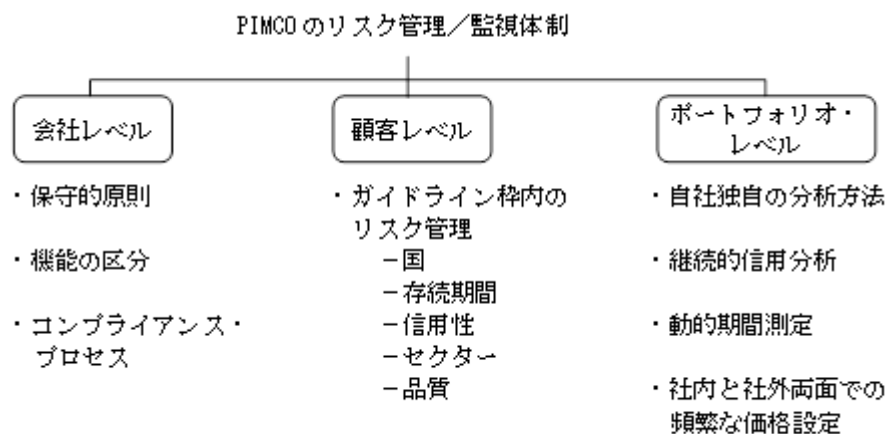 PIMCOのリスク管理／監視体制
会社レベル
・保守的原則
・機能の区分
・コンプライアンス・
プロセス
顧客レベル
・ガイドライン枠内の
リスク管理
－国
－存続期間
－信用性
－セクター
－品質
ポートフォリオ・
レベル
・自社独自の分析方法
・継続的信用分析
・動的期間測定
・社内と社外両面での
頻繁な価格設定